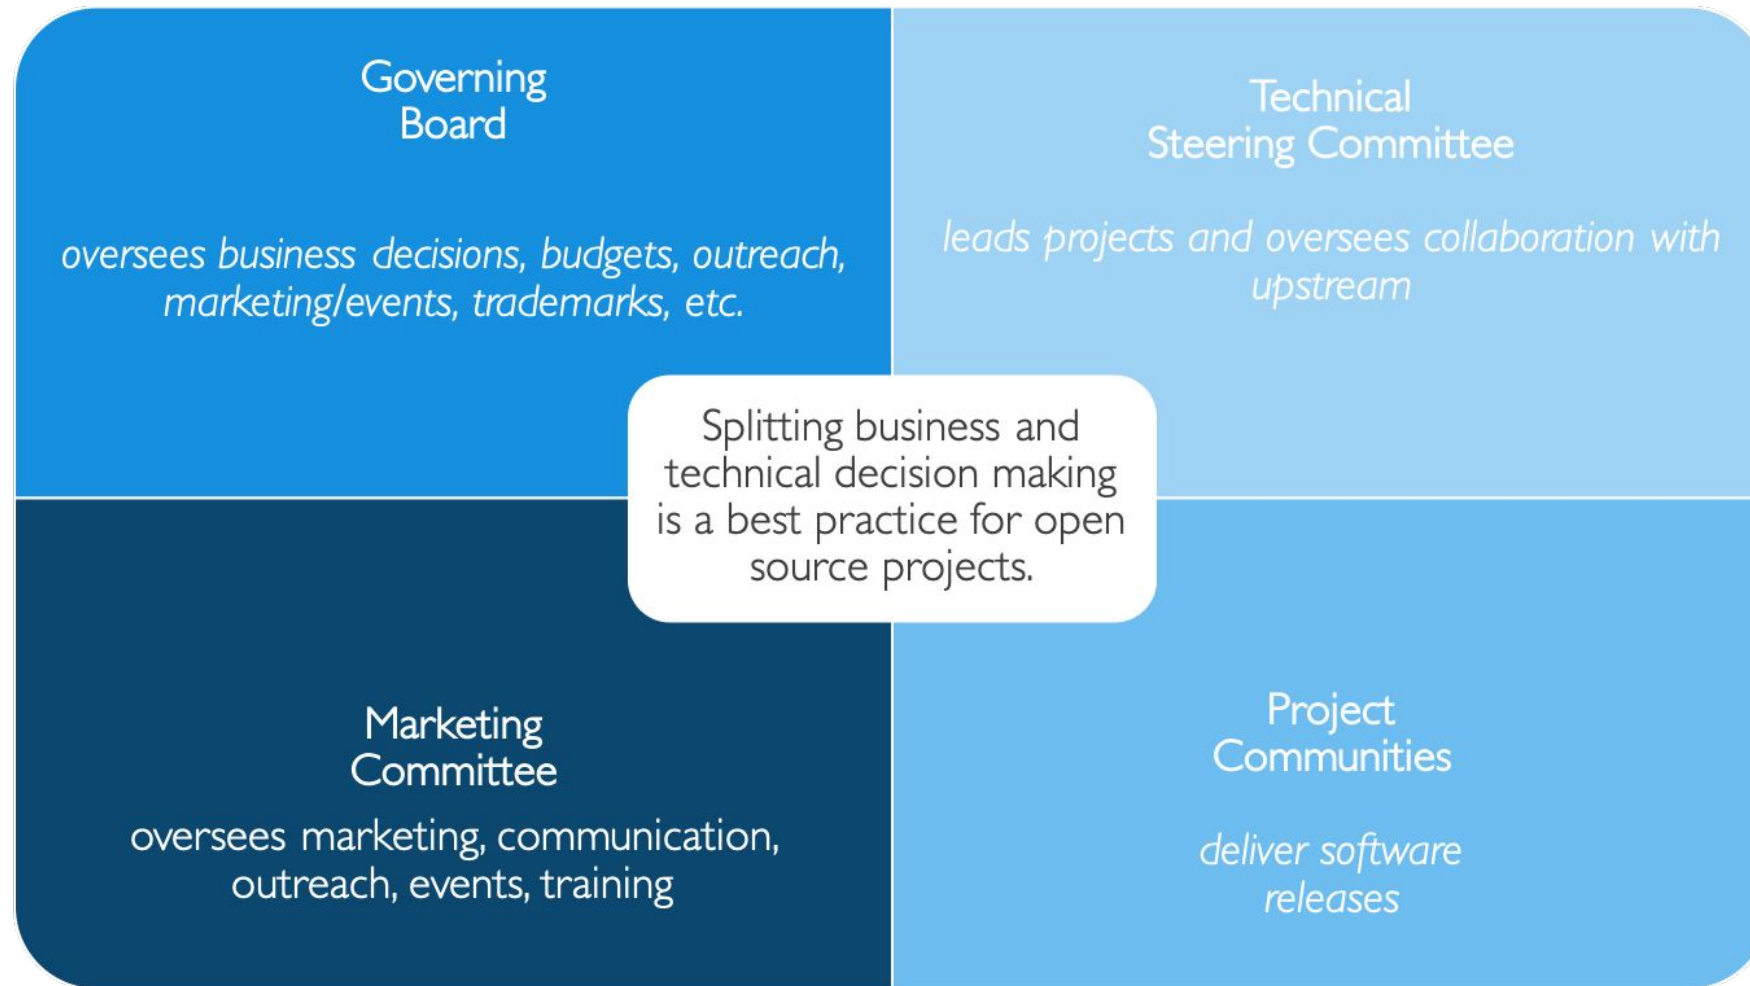 Governing
Board
oversees business decisions, budgets, outreach,
marketing/events, trademarks, etc.
Technical
Steering Committee
leads projects and oversees collaboration with
upstream
Splitting business and
technical decision making
is a best practice for open
source projects.
Marketing
Committee
oversees marketing, communication,
outreach, events, training
Project
Communities
deliver software
releases